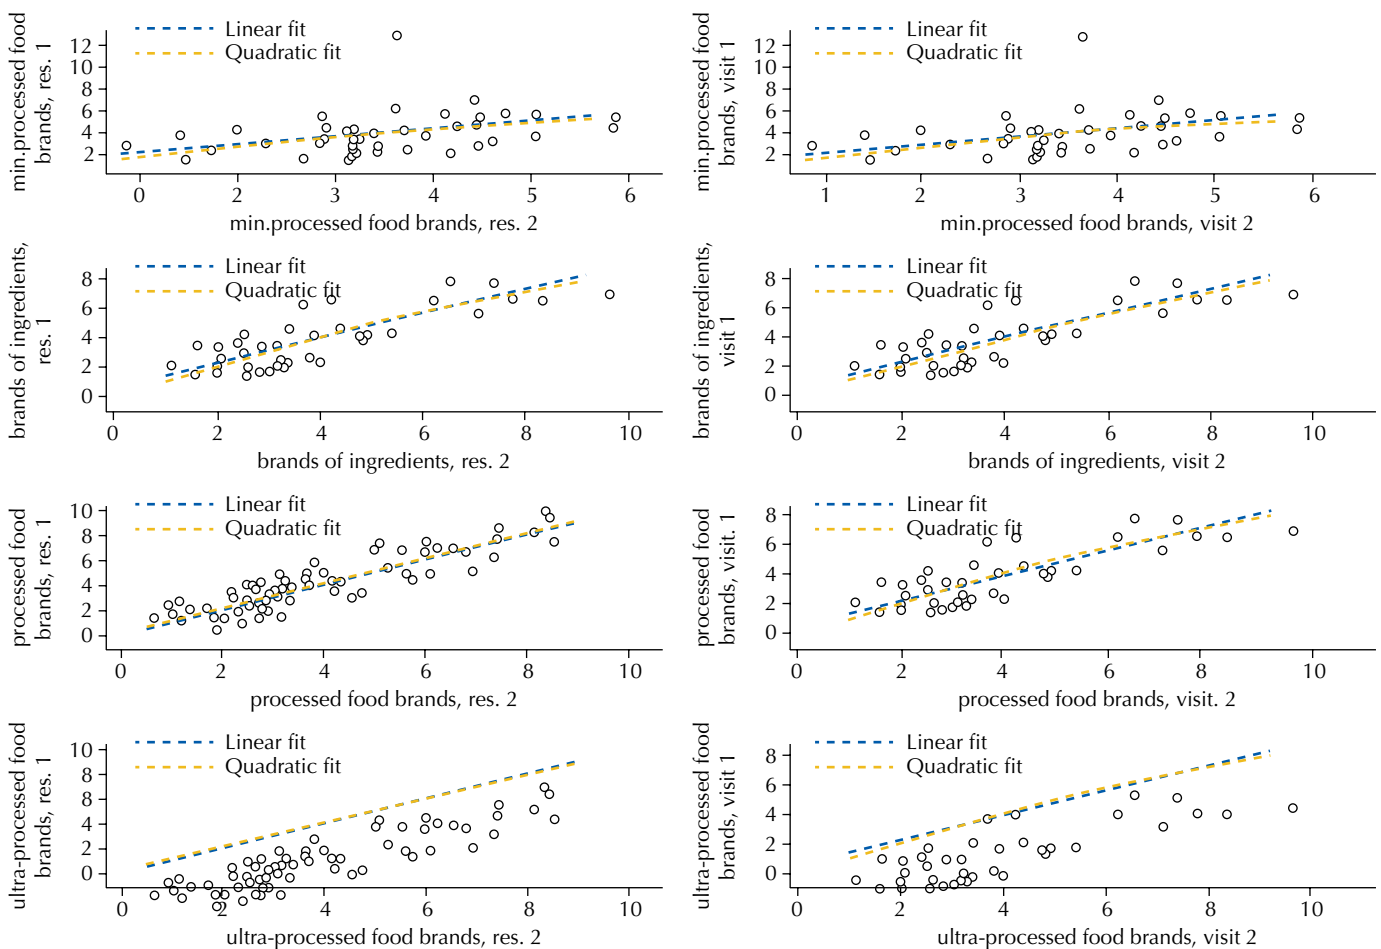 min.processed food
brands, res. 1
Linear fit
Quadratic fit
12
10
8
6
4
2
0
2
3
4
5
6
min.processed food brands, res. 2
min.processed food
brands, visit 1
Linear fit
Quadratic fit
12
10
8
6
4
2
1
2
3
4
5
6
min.processed food brands, visit 2
brands of ingredients,
res. 1
Linear fit
Quadratic fit
8
6
4
2
0
0
2
4
6
8
10
brands of ingredients, res. 2
brands of ingredients,
visit 1
Linear fit
Quadratic fit
8
6
4
2
0
0
2
4
6
8
10
brands of ingredients, visit 2
processed food
brands, res. 1
Linear fit
Quadratic fit
10
8
6
4
2
0
0
2
4
6
8
10
processed food brands, res. 2
processed food
brands, visit. 1
Linear fit
Quadratic fit
8
6
4
2
0
0
2
4
6
8
10
processed food brands, visit. 2
ultra-processed food
brands, res. 1
Linear fit
Quadratic fit
10
8
6
4
2
0
0
2
4
6
8
10
ultra-processed food brands, res. 2
ultra-processed food
brands, visit 1
Linear fit
Quadratic fit
8
6
4
2
0
0
2
4
6
8
10
ultra-processed food brands, visit 2